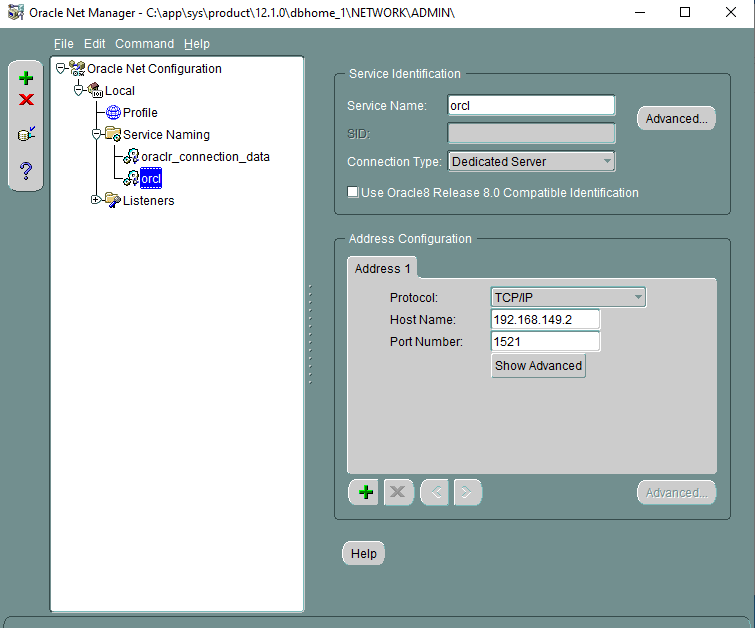 Oracle Net Manager - C:\app\sys\product\12.1.0\dbhome_1\NETWORK\ADMIN\
File Edit Command Help
Oracle Net Configuration
Local
Profile
Service Naming
oraclr_connection_data
orcl
Listeners
Service Identification
Service Name: orcl
Advanced...
SID:
Connection Type: Dedicated Server
Use Oracle8 Release 8.0 Compatible Identification
Address Configuration
Address 1
Protocol: TCP/IP
Host Name: 192.168.149.2
Port Number: 1521
Show Advanced
Advanced...
Help